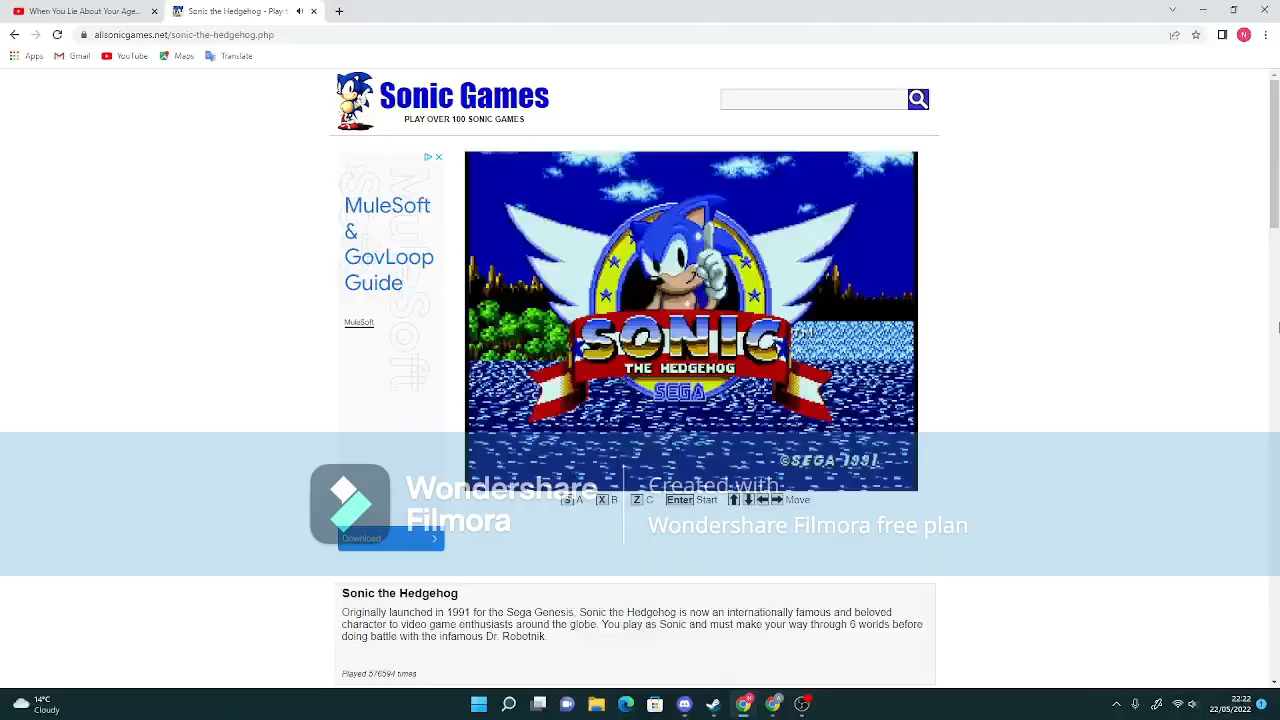 When You Lie About Your Age..
Sonic the Hedgehog - Play
allsonicgames.net/sonic-the-hedgehog.php
N
Apps
Gmail
YouTube
Maps
Translate
Sonic Games
PLAY OVER 100 SONIC GAMES
MuleSoft
&
GovLoop
Guide
MuleSoft
Download
SONIC
THE HEDGEHOG
SEGA
©SEGA 1991
S A X B Z C Enter Start Move
Wondershare
Filmora
Created with
Wondershare Filmora free plan
Sonic the Hedgehog
Originally launched in 1991 for the Sega Genesis, Sonic the Hedgehog is now an internationally famous and beloved
character to video game enthusiasts around the globe. You play as Sonic and must make your way through 6 worlds before
doing battle with the infamous Dr. Robotnik.
Played 576594 times
14°C
Cloudy
22:22
22/05/2022